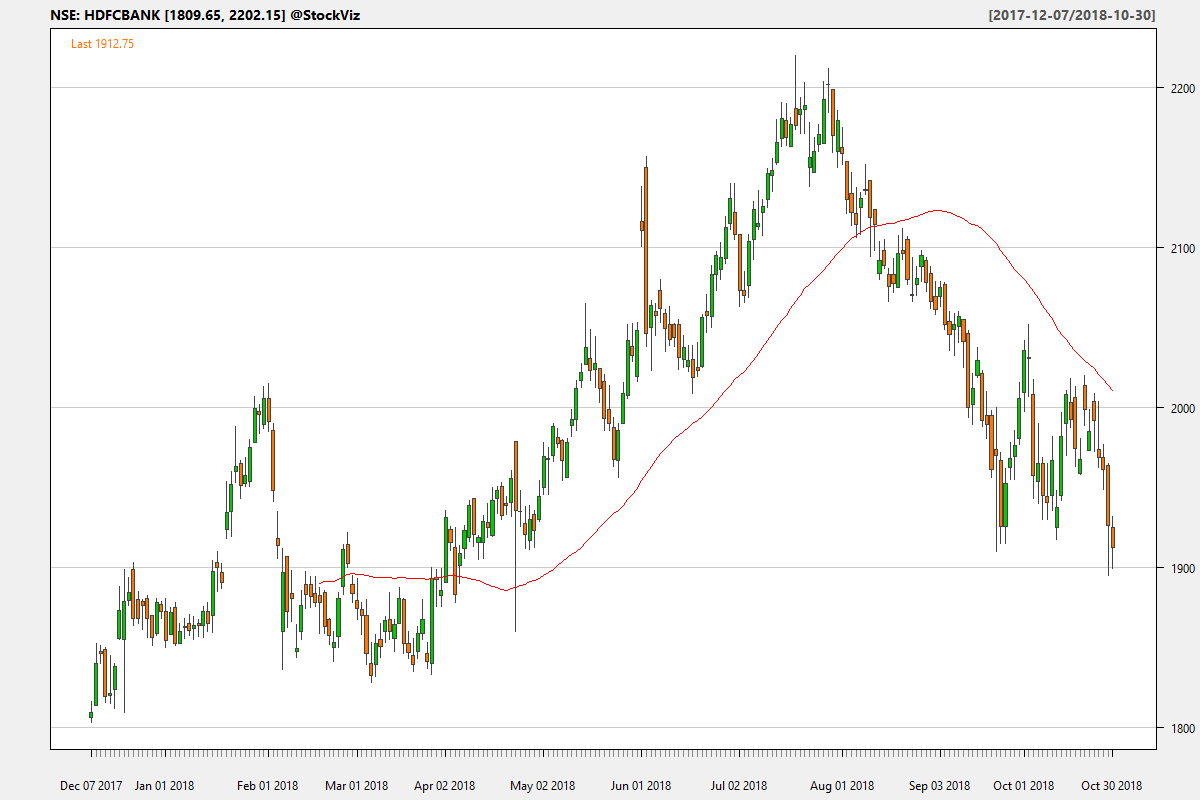 NSE: HDFCBANK [1809.65, 2202.15] @StockViz [2017-12-07/2018-10-30]
Last 1912.75
2200
2100
2000
1900
1800
Dec 07 2017 Jan 01 2018 Feb 01 2018 Mar 01 2018 Apr 02 2018 May 02 2018 Jun 01 2018 Jul 02 2018 Aug 01 2018 Sep 03 2018 Oct 01 2018 Oct 30 2018